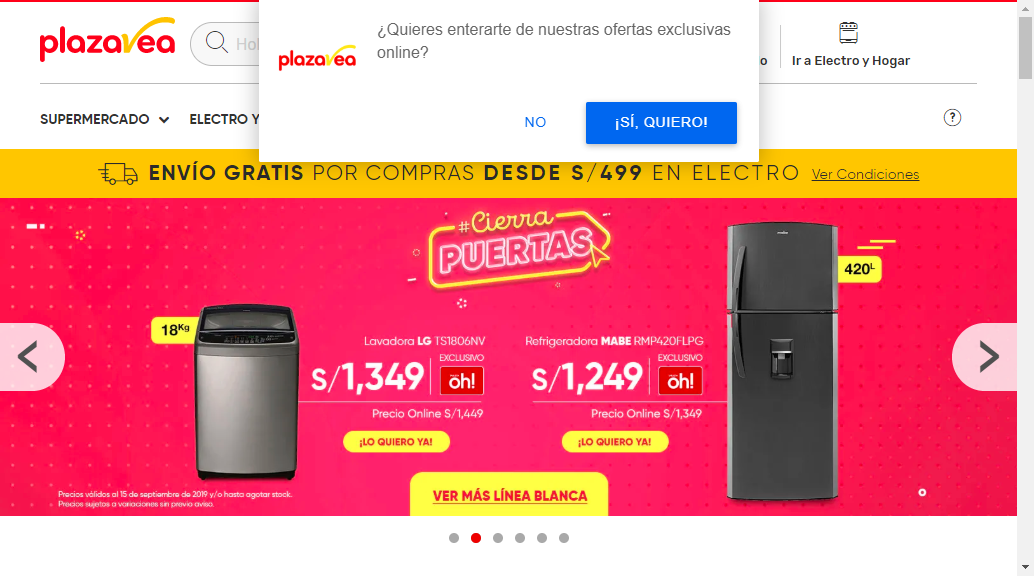 plazavea
Hol
plazavea
¿Quieres enterarte de nuestras ofertas exclusivas
online?
NO
¡SÍ, QUIERO!
o
Ir a Electro y Hogar
SUPERMERCADO
ELECTRO Y
?
ENVÍO GRATIS POR COMPRAS DESDE S/499 EN ELECTRO Ver Condiciones
#Cierra
PUERTAS
18Kg
420L
Lavadora LG TS1806NV
S/1,349
EXCLUSIVO
oh!
Precio Online S/1,449
¡LO QUIERO YA!
Refrigeradora MABE RMP420FLPG
S/1,249
EXCLUSIVO
oh!
Precio Online S/1,349
¡LO QUIERO YA!
Precios válidos al 15 de septiembre de 2019 y/o hasta agotar stock.
Precios sujetos a variaciones sin previo aviso.
VER MÁS LÍNEA BLANCA